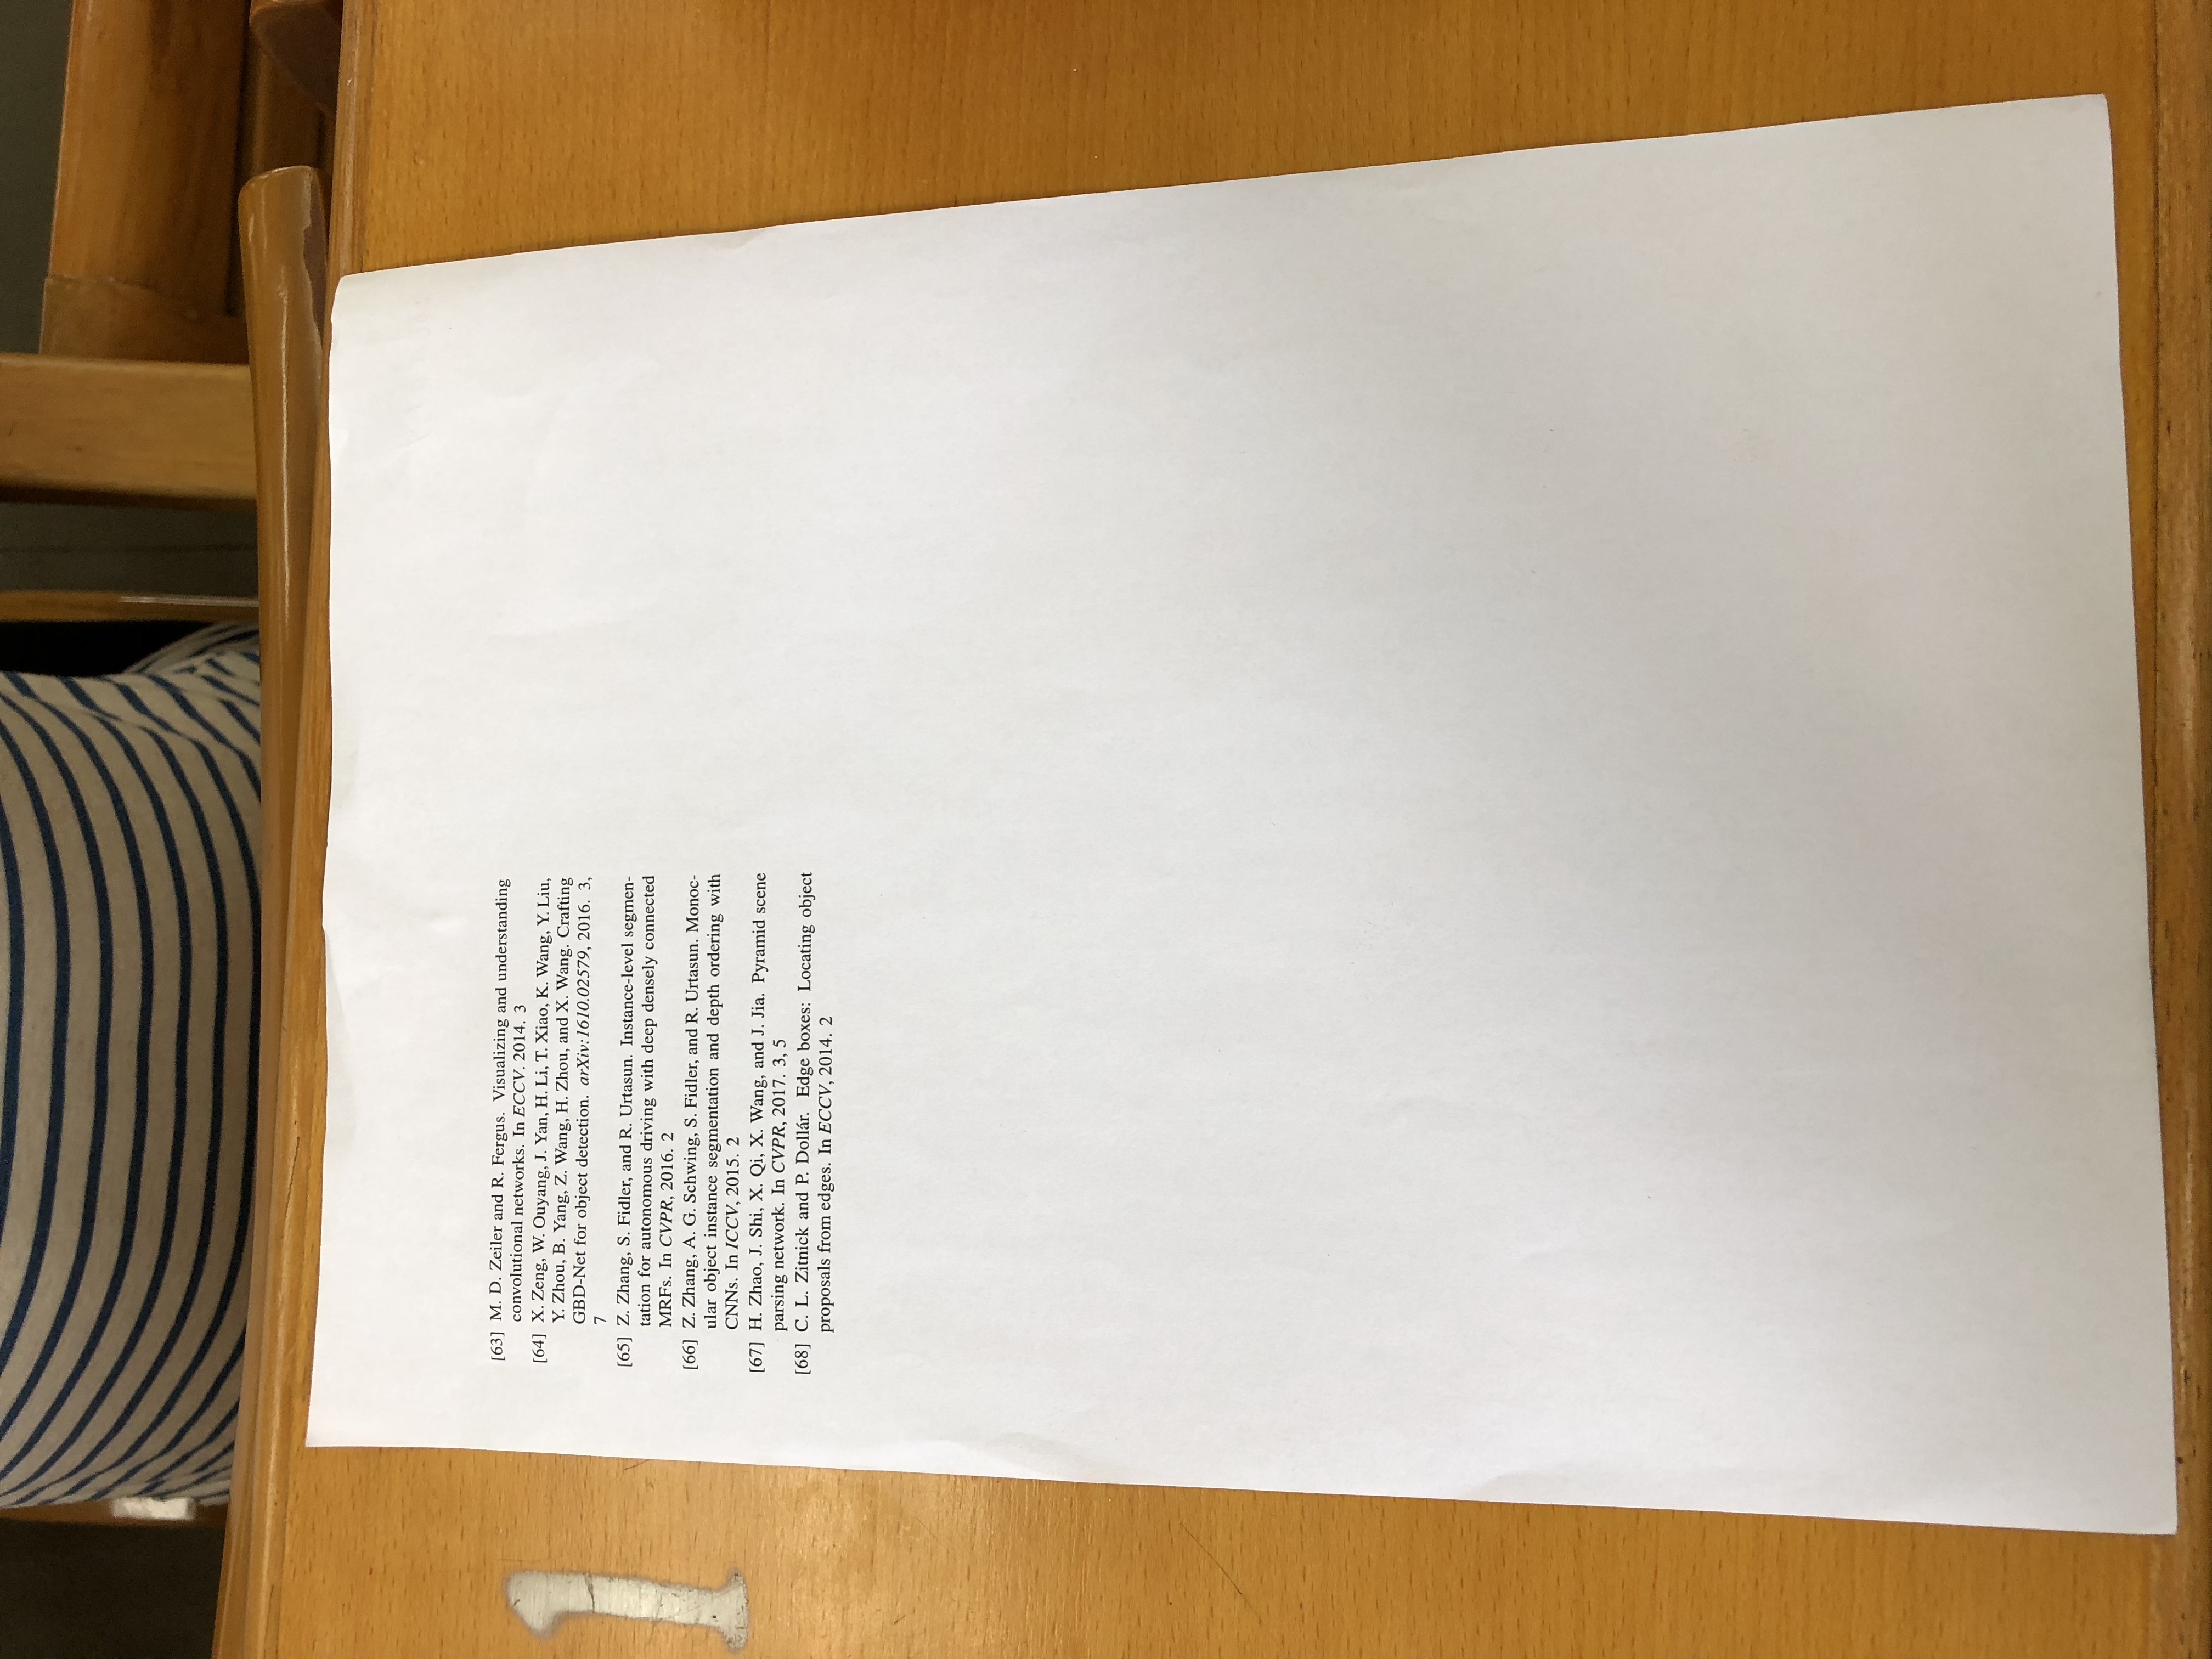 1
[63] M. D. Zeiler and R. Fergus. Visualizing and understanding
convolutional networks. In ECCV. 2014. 3
[64] X. Zeng, W. Ouyang, J. Yan, H. Li, T. Xiao, K. Wang, Y. Liu,
Y. Zhou, B. Yang, Z. Wang, H. Zhou, and X. Wang. Crafting
GBD-Net for object detection. arXiv:1610.02579, 2016. 3,
7
[65] Z. Zhang, S. Fidler, and R. Urtasun. Instance-level segmen-
tation for autonomous driving with deep densely connected
MRFs. In CVPR, 2016. 2
[66] Z. Zhang, A. G. Schwing, S. Fidler, and R. Urtasun. Monoc-
ular object instance segmentation and depth ordering with
CNNs. In ICCV, 2015. 2
[67] H. Zhao, J. Shi, X. Qi, X. Wang, and J. Jia. Pyramid scene
parsing network. In CVPR, 2017. 3, 5
[68] C. L. Zitnick and P. Dollár. Edge boxes: Locating object
proposals from edges. In ECCV, 2014. 2